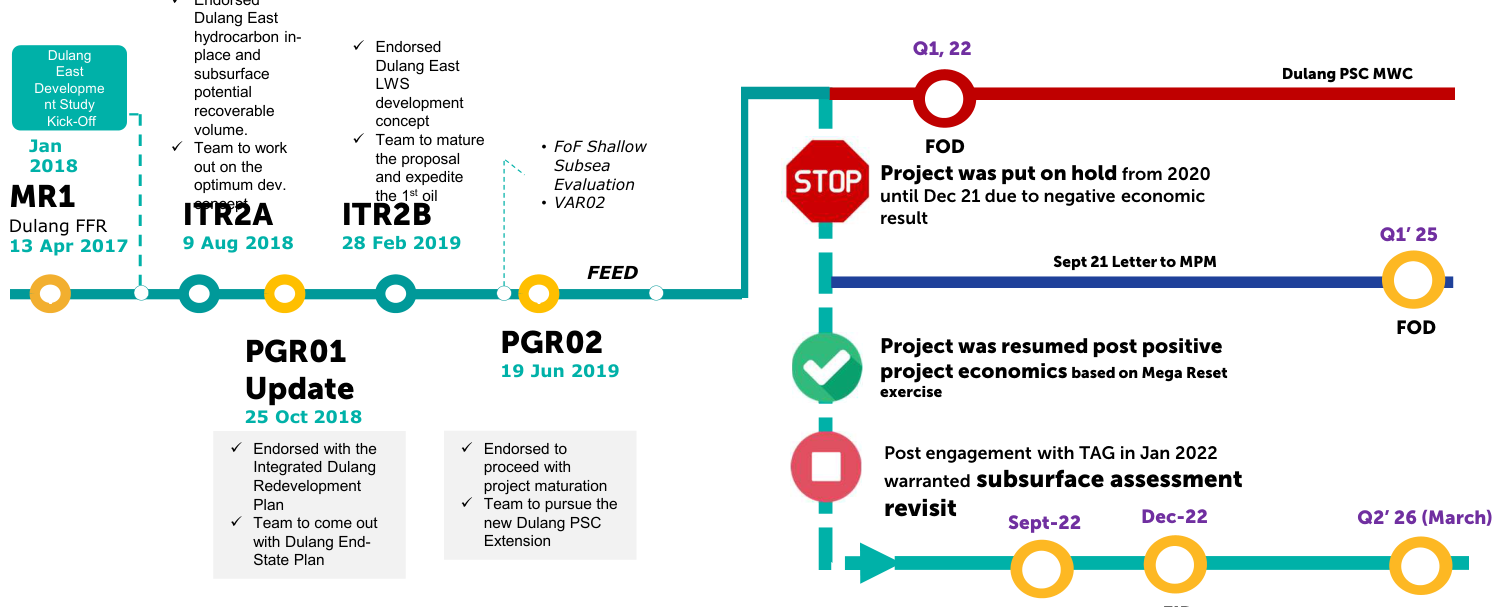 Dulang
East
Developme
nt Study
Kick-Off
Jan
2018
MR1
Dulang FFR
13 Apr 2017
✓ Endorsed
Dulang East
hydrocarbon in-
place and
subsurface
potential
recoverable
volume.
✓ Team to work
out on the
optimum dev.
concept
ITR2A
9 Aug 2018
✓ Endorsed
Dulang East
LWS
development
concept
✓ Team to mature
the proposal
and expedite
the 1st oil
ITR2B
28 Feb 2019
• FoF Shallow
Subsea
Evaluation
• VAR02
FEED
PGR01
Update
25 Oct 2018
✓ Endorsed with the
Integrated Dulang
Redevelopment
Plan
✓ Team to come out
with Dulang End-
State Plan
PGR02
19 Jun 2019
✓ Endorsed to
proceed with
project maturation
✓ Team to pursue the
new Dulang PSC
Extension
Q1, 22
Dulang PSC MWC
FOD
STOP
Project was put on hold from 2020
until Dec 21 due to negative economic
result
Q1’ 25
Sept 21 Letter to MPM
FOD
Project was resumed post positive
project economics based on Mega Reset
exercise
Post engagement with TAG in Jan 2022
warranted subsurface assessment
revisit
Sept-22
Dec-22
Q2’ 26 (March)